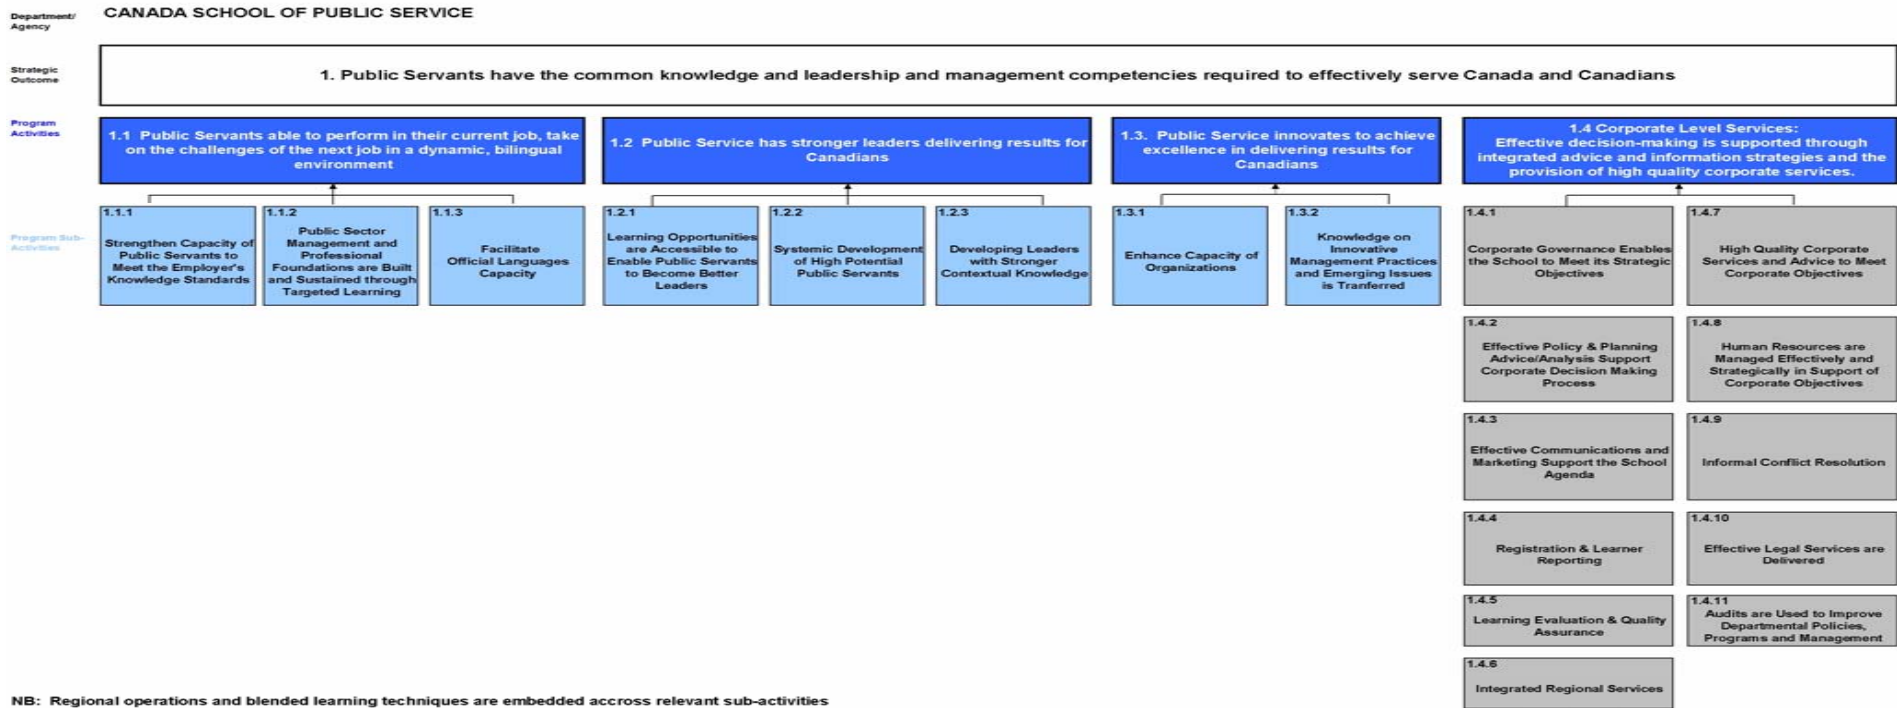 Department/
Agency
CANADA SCHOOL OF PUBLIC SERVICE
Strategic
Outcome
1. Public Servants have the common knowledge and leadership and management competencies required to effectively serve Canada and Canadians
Program
Activities
1.1 Public Servants able to perform in their current job, take
on the challenges of the next job in a dynamic, bilingual
environment
1.2 Public Service has stronger leaders delivering results for
Canadians
1.3. Public Service innovates to achieve
excellence in delivering results for
Canadians
1.4 Corporate Level Services:
Effective decision-making is supported through
integrated advice and information strategies and the
provision of high quality corporate services.
Program Sub-
Activities
1.1.1
Strengthen Capacity of
Public Servants to
Meet the Employer's
Knowledge Standards
1.1.2
Public Sector
Management and
Professional
Foundations are Built
and Sustained through
Targeted Learning
1.1.3
Facilitate
Official Languages
Capacity
1.2.1
Learning Opportunities
are Accessible to
Enable Public Servants
to Become Better
Leaders
1.2.2
Systemic Development
of High Potential
Public Servants
1.2.3
Developing Leaders
with Stronger
Contextual Knowledge
1.3.1
Enhance Capacity of
Organizations
1.3.2
Knowledge on
Innovative
Management Practices
and Emerging Issues
is Tranferred
1.4.1
Corporate Governance Enables
the School to Meet its Strategic
Objectives
1.4.7
High Quality Corporate
Services and Advice to Meet
Corporate Objectives
1.4.2
Effective Policy & Planning
Advice/Analysis Support
Corporate Decision Making
Process
1.4.8
Human Resources are
Managed Effectively and
Strategically in Support of
Corporate Objectives
1.4.3
Effective Communications and
Marketing Support the School
Agenda
1.4.9
Informal Conflict Resolution
1.4.4
Registration & Learner
Reporting
1.4.10
Effective Legal Services are
Delivered
1.4.5
Learning Evaluation & Quality
Assurance
1.4.11
Audits are Used to Improve
Departmental Policies,
Programs and Management
1.4.6
Integrated Regional Services
NB: Regional operations and blended learning techniques are embedded accross relevant sub-activities